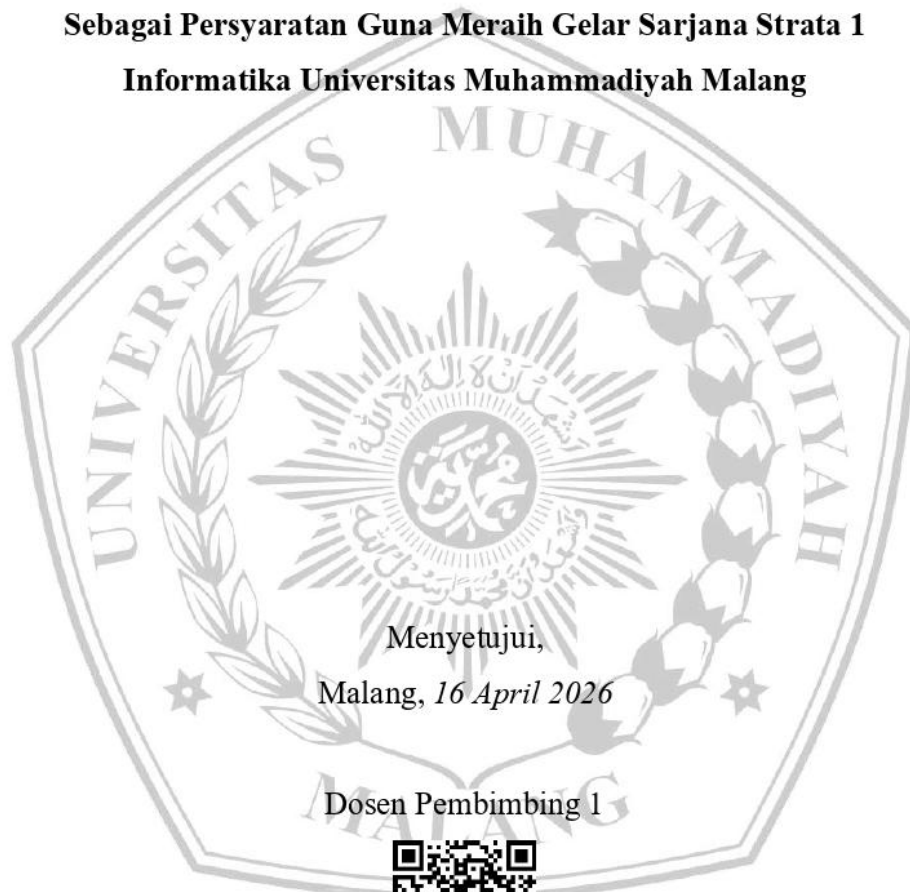 Sebagai Persyaratan Guna Meraih Gelar Sarjana Strata 1
Informatika Universitas Muhammadiyah Malang
UNIVERSITAS MUHAMMADIYAH
Menyetujui,
Malang, 16 April 2026
MALANG
Dosen Pembimbing 1